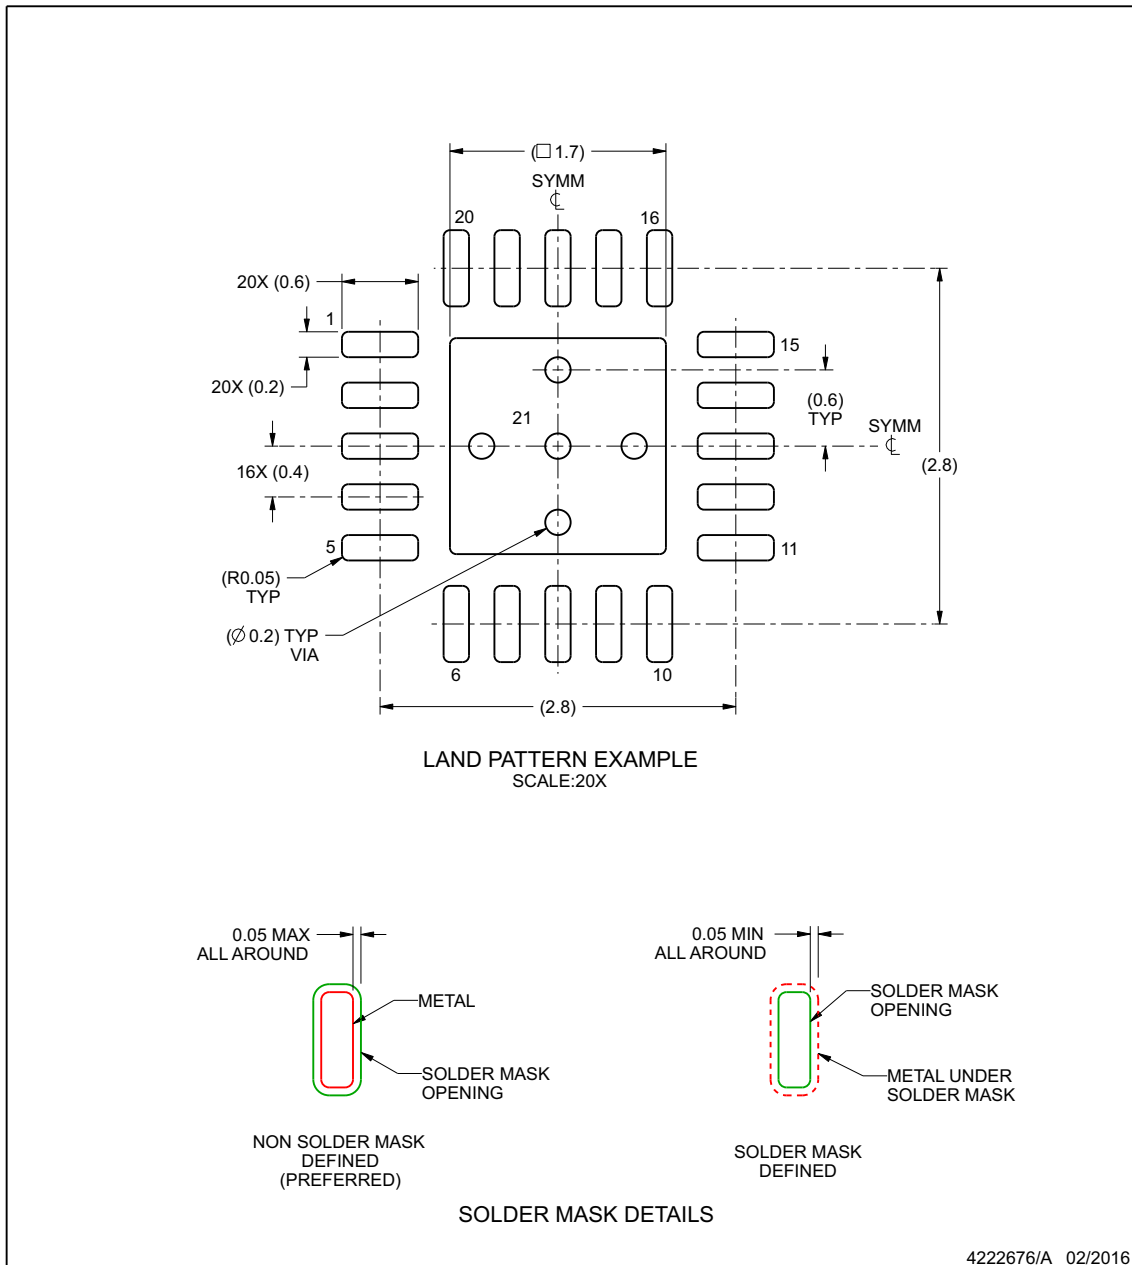 (□ 1.7)
SYMM
℄
20
16
20X (0.6)
1
15
20X (0.2)
(0.6)
TYP
21
SYMM
℄
(2.8)
16X (0.4)
5
11
(R0.05)
TYP
(∅ 0.2) TYP
VIA
6
10
(2.8)
LAND PATTERN EXAMPLE
SCALE:20X
0.05 MAX
ALL AROUND
METAL
SOLDER MASK
OPENING
NON SOLDER MASK
DEFINED
(PREFERRED)
0.05 MIN
ALL AROUND
SOLDER MASK
OPENING
METAL UNDER
SOLDER MASK
SOLDER MASK
DEFINED
SOLDER MASK DETAILS
4222676/A 02/2016